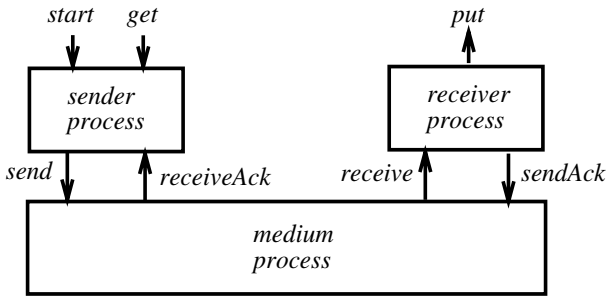 start get
put
sender
process
receiver
process
send
receiveAck
receive
sendAck
medium
process